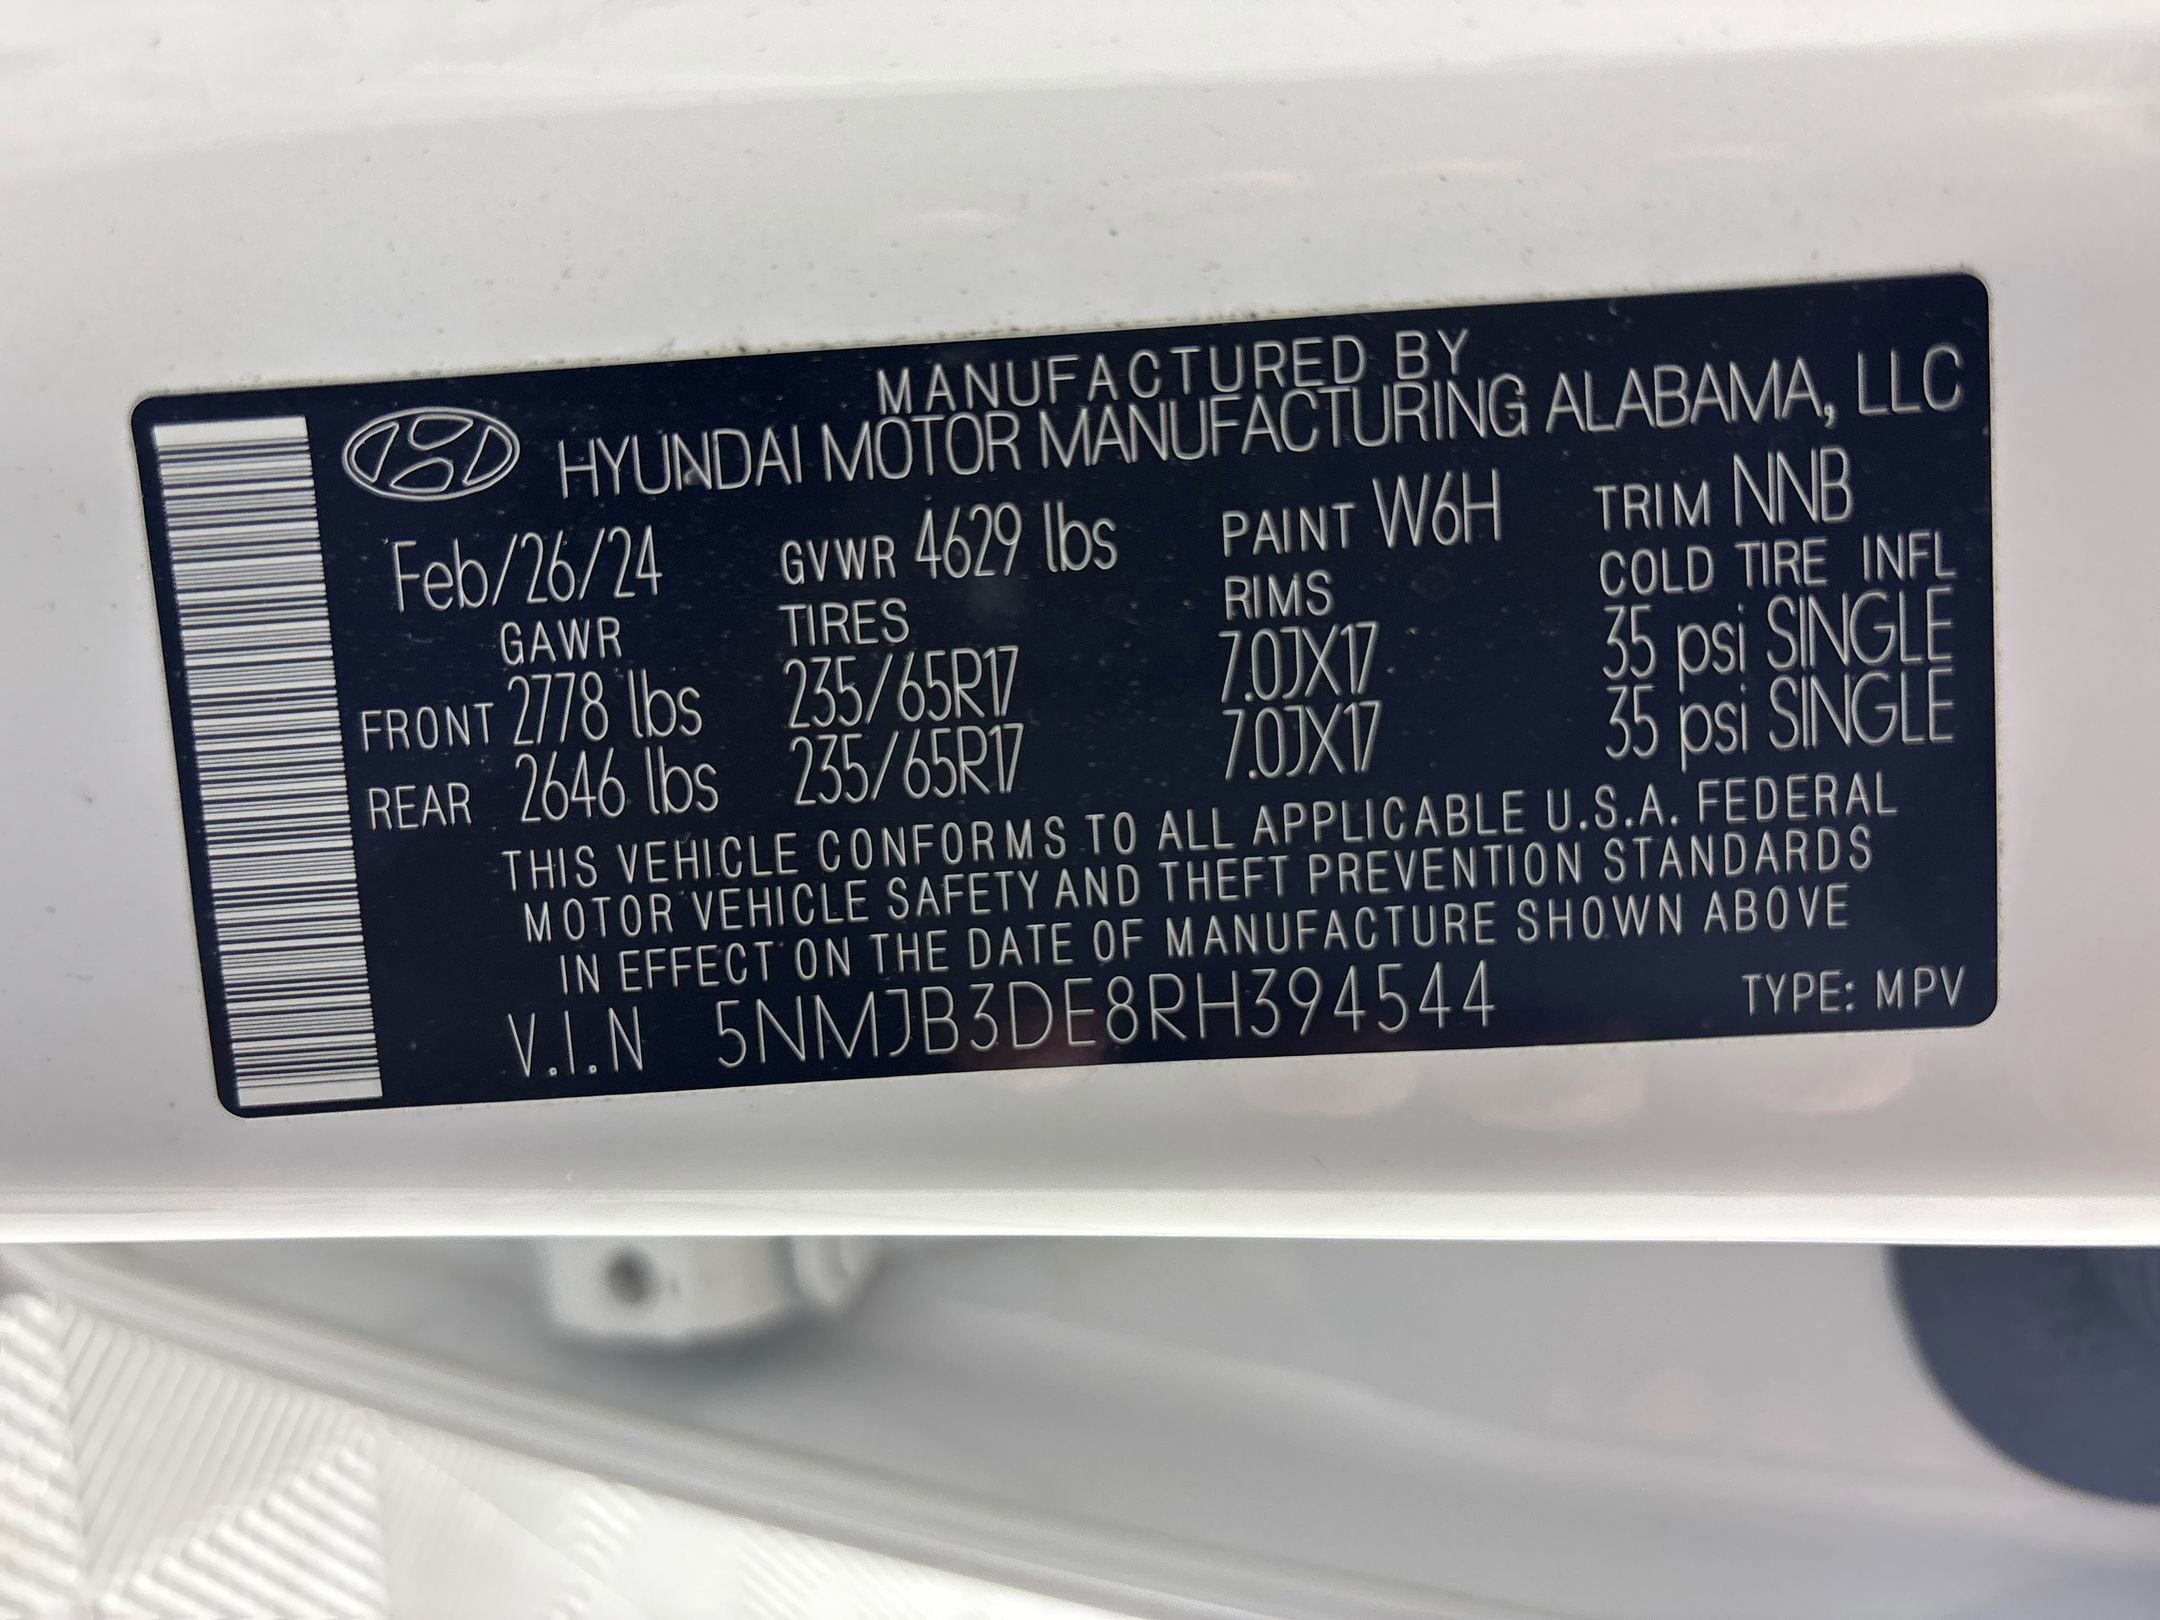 MANUFACTURED BY
HYUNDAI MOTOR MANUFACTURING ALABAMA, LLC
Feb/26/24 GVWR 4629 lbs PAINT W6H TRIM NNB
GAWR TIRES RIMS COLD TIRE INFL
FRONT 2778 lbs 235/65R17 7.0JX17 35 psi SINGLE
REAR 2646 lbs 235/65R17 7.0JX17 35 psi SINGLE
THIS VEHICLE CONFORMS TO ALL APPLICABLE U.S.A. FEDERAL
MOTOR VEHICLE SAFETY AND THEFT PREVENTION STANDARDS
IN EFFECT ON THE DATE OF MANUFACTURE SHOWN ABOVE
V.I.N 5NMJB3DE8RH394544 TYPE: MPV